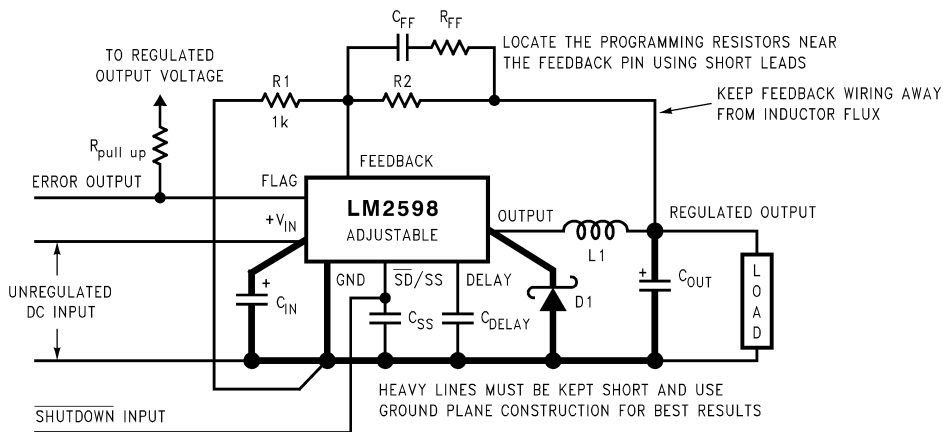 C_FF
R_FF
LOCATE THE PROGRAMMING RESISTORS NEAR
THE FEEDBACK PIN USING SHORT LEADS
TO REGULATED
OUTPUT VOLTAGE
R1
R2
1k
KEEP FEEDBACK WIRING AWAY
FROM INDUCTOR FLUX
R_pull up
FEEDBACK
ERROR OUTPUT
FLAG
LM2598
ADJUSTABLE
+V_IN
OUTPUT
REGULATED OUTPUT
L1
UNREGULATED
DC INPUT
+
C_IN
GND
S̅D̅/SS
DELAY
C_SS
C_DELAY
D1
+
C_OUT
LOAD
HEAVY LINES MUST BE KEPT SHORT AND USE
GROUND PLANE CONSTRUCTION FOR BEST RESULTS
S̅H̅U̅T̅D̅O̅W̅N̅ INPUT